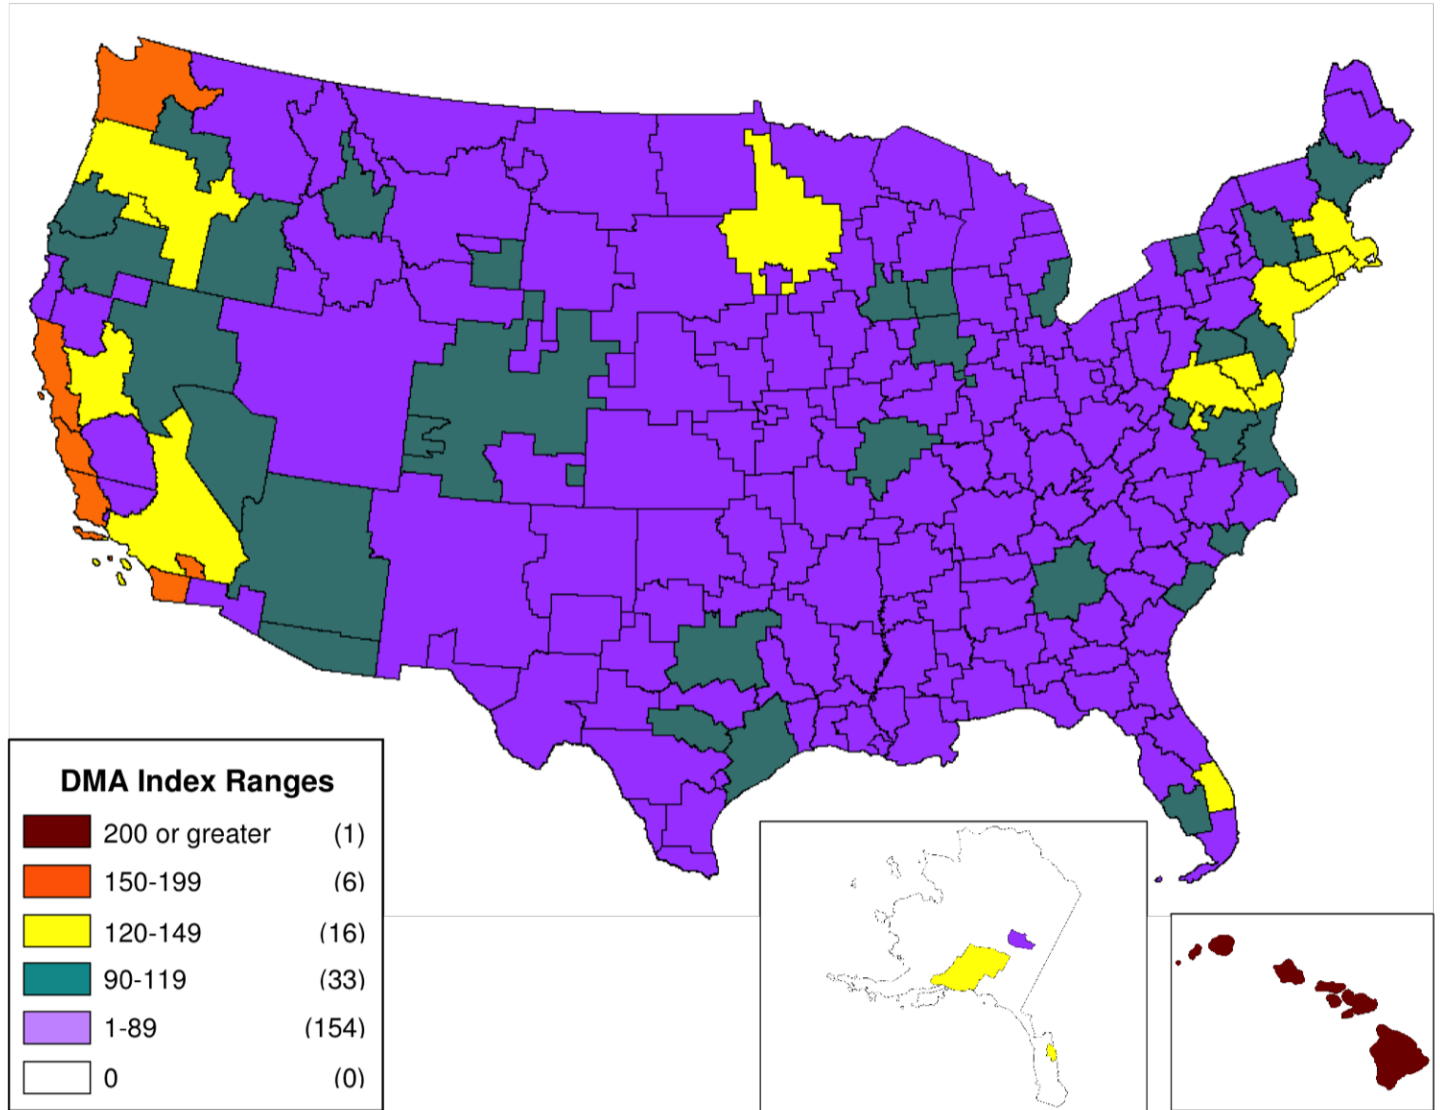 DMA Index Ranges
200 or greater (1)
150-199 (6)
120-149 (16)
90-119 (33)
1-89 (154)
0 (0)